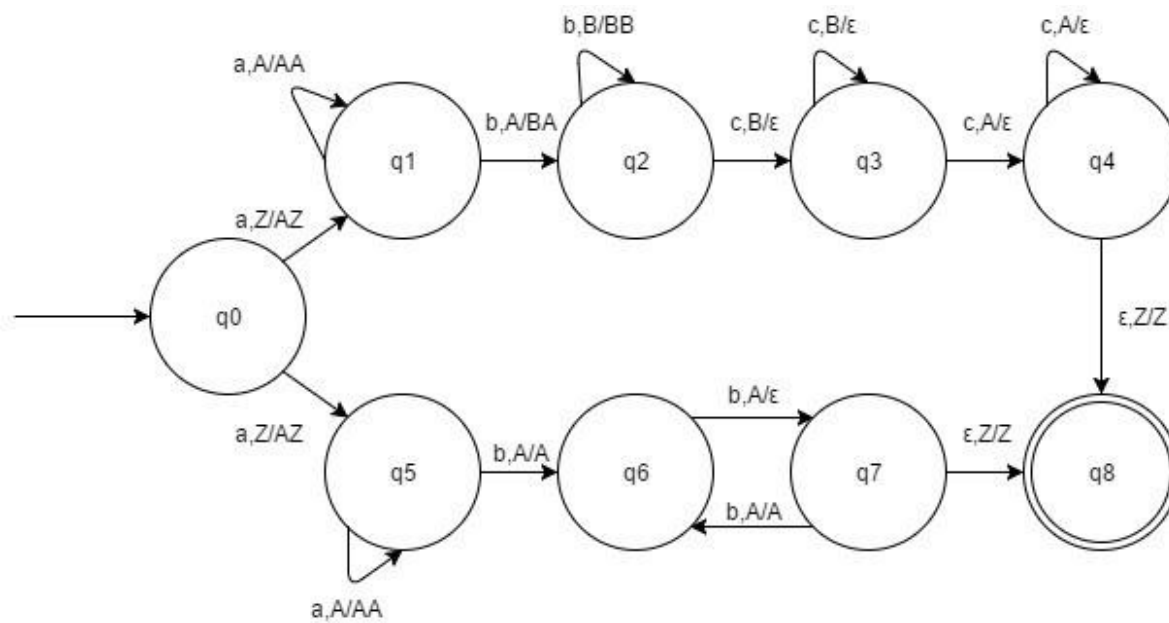 b,B/BB
c,B/ε
c,A/ε
a,A/AA
b,A/BA
c,B/ε
c,A/ε
q1
q2
q3
q4
a,Z/AZ
q0
ε,Z/Z
b,A/ε
a,Z/AZ
b,A/A
ε,Z/Z
q5
q6
q7
q8
b,A/A
a,A/AA